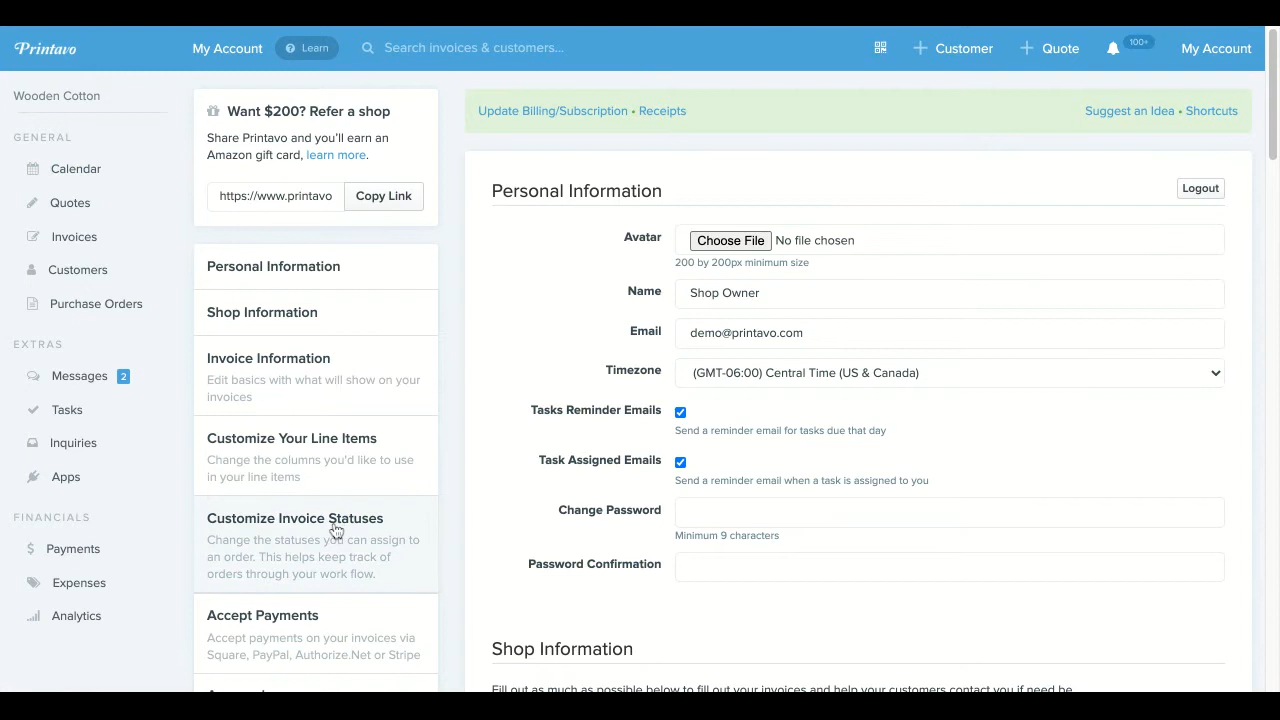 Printavo
My Account
Learn
Search invoices & customers...
Customer
Quote
100+
My Account
Wooden Cotton
GENERAL
Calendar
Quotes
Invoices
Customers
Purchase Orders
EXTRAS
Messages 2
Tasks
Inquiries
Apps
FINANCIALS
Payments
Expenses
Analytics
Want $200? Refer a shop
Share Printavo and you'll earn an
Amazon gift card, learn more.
https://www.printavo
Copy Link
Personal Information
Shop Information
Invoice Information
Edit basics with what will show on your
invoices
Customize Your Line Items
Change the columns you'd like to use
in your line items
Customize Invoice Statuses
Change the statuses you can assign to
an order. This helps keep track of
orders through your work flow.
Accept Payments
Accept payments on your invoices via
Square, PayPal, Authorize.Net or Stripe
Update Billing/Subscription • Receipts
Suggest an Idea • Shortcuts
Personal Information
Logout
Avatar
Choose File No file chosen
200 by 200px minimum size
Name
Shop Owner
Email
demo@printavo.com
Timezone
(GMT-06:00) Central Time (US & Canada)
Tasks Reminder Emails
Send a reminder email for tasks due that day
Task Assigned Emails
Send a reminder email when a task is assigned to you
Change Password
Minimum 9 characters
Password Confirmation
Shop Information
Fill out as much as possible below to fill out your invoices and help your customers contact you if need be.